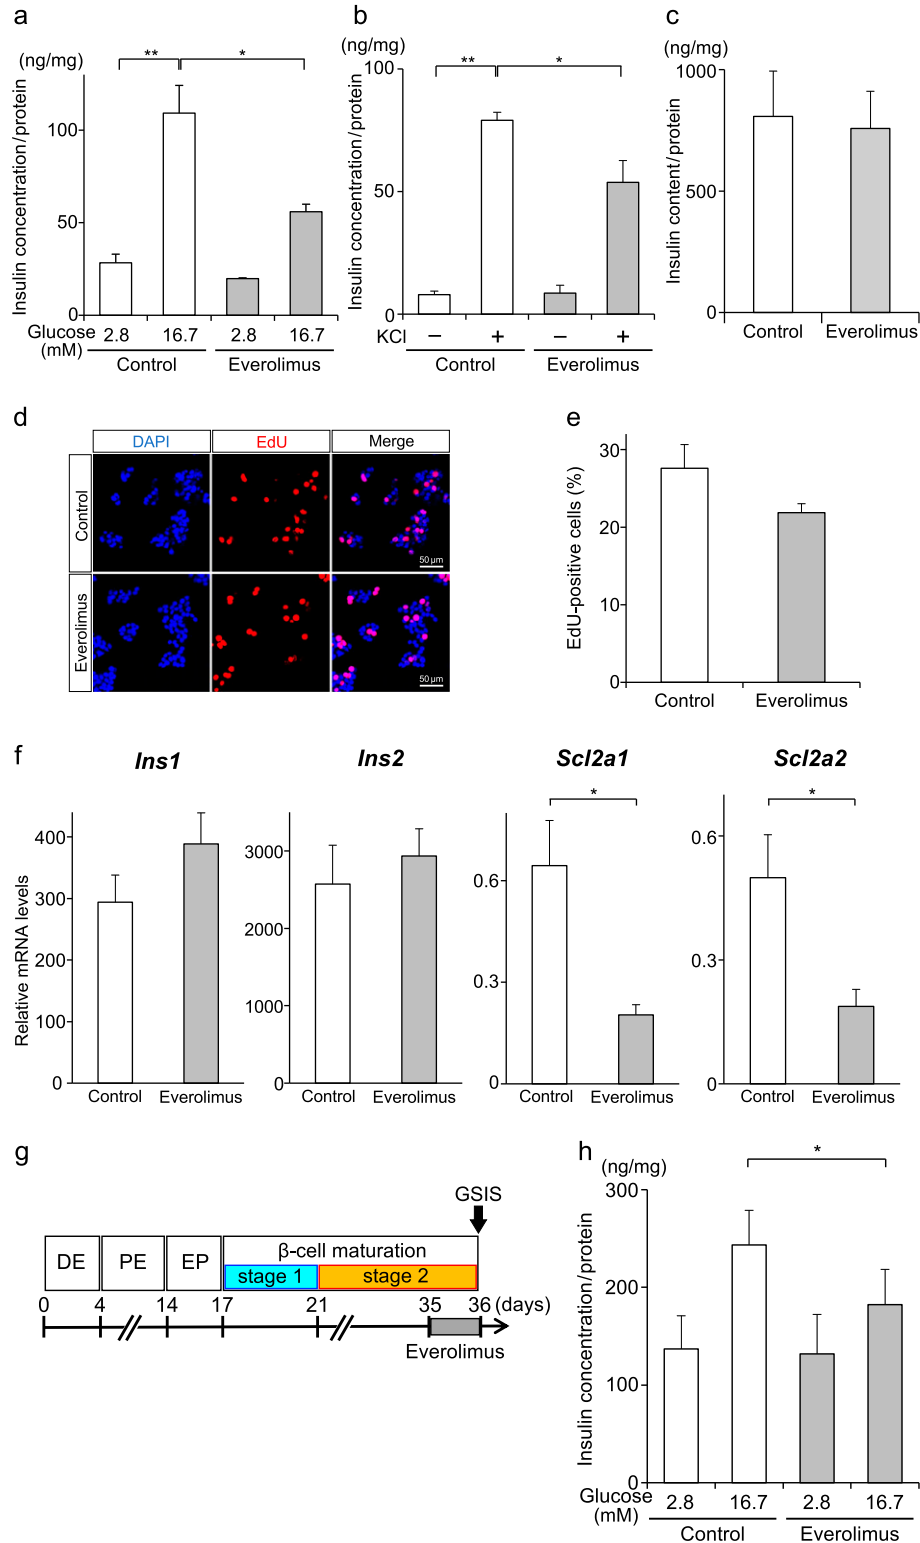 a
(ng/mg)
Insulin concentration/protein
** *
100
50
0
Glucose (mM) 2.8 16.7 2.8 16.7
Control Everolimus
b
(ng/mg)
Insulin concentration/protein
** *
100
50
0
KCl − + − +
Control Everolimus
c
(ng/mg)
Insulin content/protein
1000
500
0
Control Everolimus
d
DAPI EdU Merge
Control
50 µm
Everolimus
50 µm
e
EdU-positive cells (%)
30
20
10
0
Control Everolimus
f
Relative mRNA levels
Ins1
400
300
200
100
0
Control Everolimus
Ins2
3000
2000
1000
0
Control Everolimus
Scl2a1
*
0.6
0.3
0
Control Everolimus
Scl2a2
*
0.6
0.3
0
Control Everolimus
g
GSIS
DE PE EP β-cell maturation
stage 1 stage 2
0 4 14 17 21 35 36 (days)
Everolimus
h
(ng/mg)
Insulin concentration/protein
*
300
200
100
0
Glucose (mM) 2.8 16.7 2.8 16.7
Control Everolimus